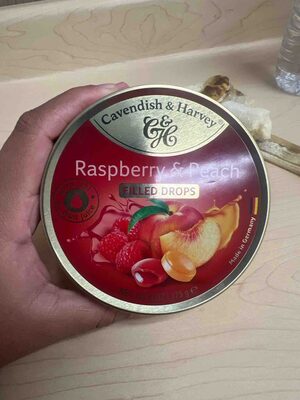 Cavendish & Harvey®
C&H
Raspberry & Peach
FILLED DROPS
Made in Germany